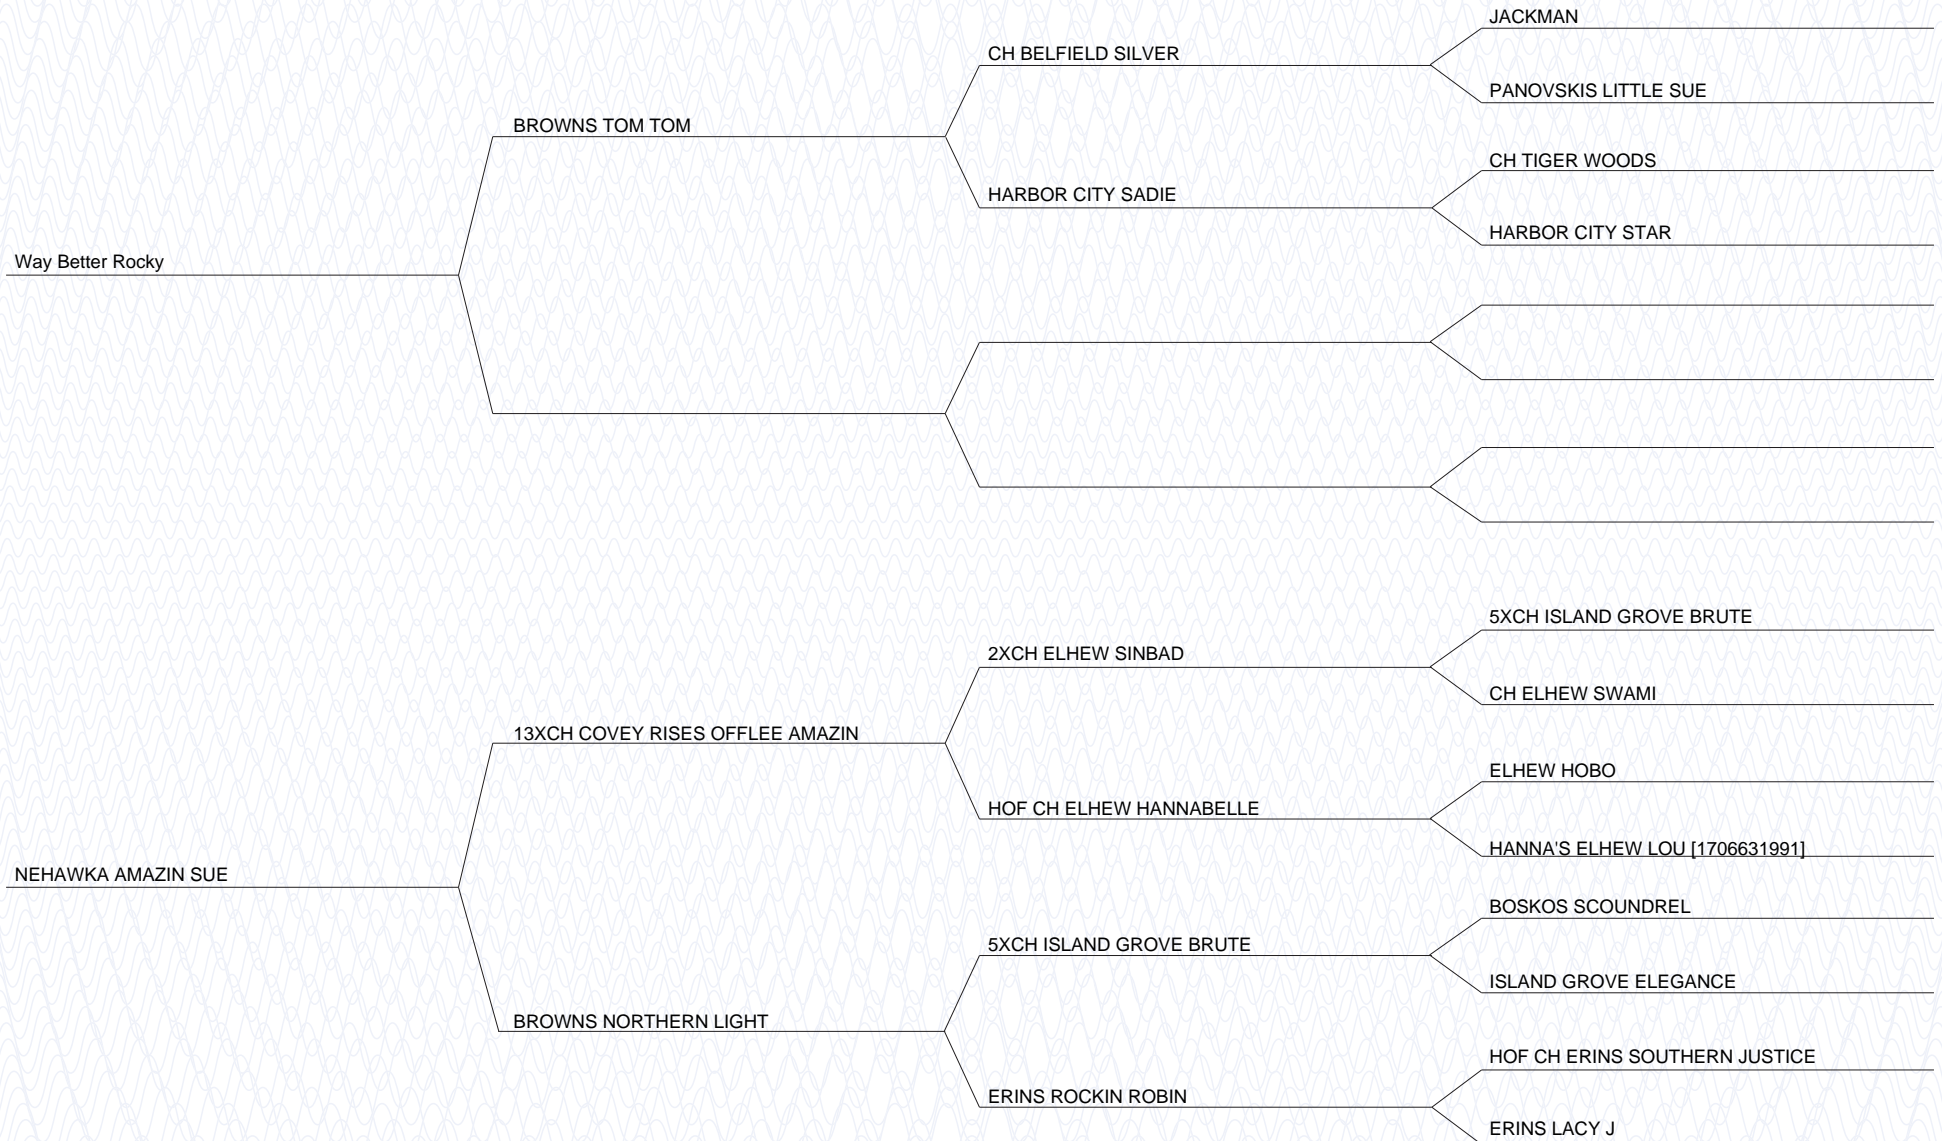 JACKMAN
CH BELFIELD SILVER
PANOVSKIS LITTLE SUE
BROWNS TOM TOM
CH TIGER WOODS
HARBOR CITY SADIE
HARBOR CITY STAR
Way Better Rocky
5XCH ISLAND GROVE BRUTE
2XCH ELHEW SINBAD
CH ELHEW SWAMI
13XCH COVEY RISES OFFLEE AMAZIN
ELHEW HOBO
HOF CH ELHEW HANNABELLE
HANNA'S ELHEW LOU [1706631991]
NEHAWKA AMAZIN SUE
BOSKOS SCOUNDREL
5XCH ISLAND GROVE BRUTE
ISLAND GROVE ELEGANCE
BROWNS NORTHERN LIGHT
HOF CH ERINS SOUTHERN JUSTICE
ERINS ROCKIN ROBIN
ERINS LACY J